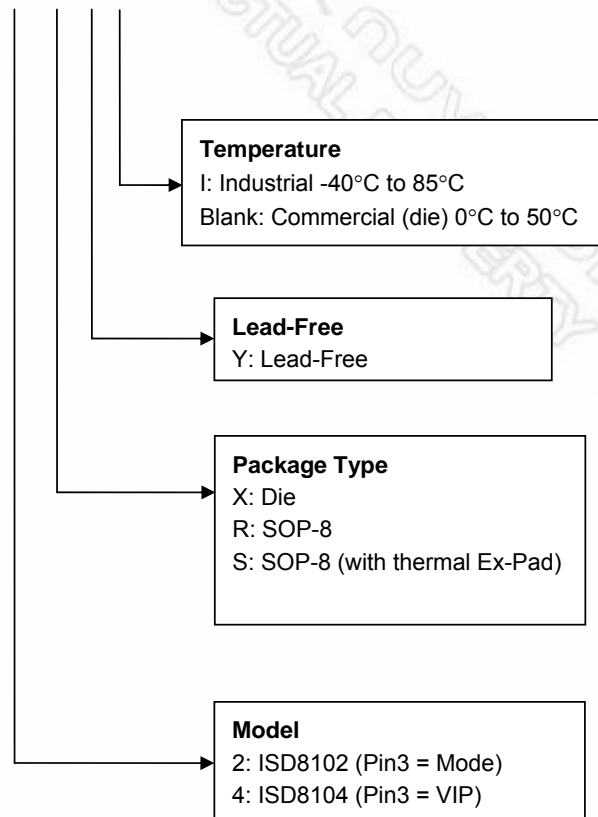 Temperature
I: Industrial -40°C to 85°C
Blank: Commercial (die) 0°C to 50°C
Lead-Free
Y: Lead-Free
Package Type
X: Die
R: SOP-8
S: SOP-8 (with thermal Ex-Pad)
Model
2: ISD8102 (Pin3 = Mode)
4: ISD8104 (Pin3 = VIP)